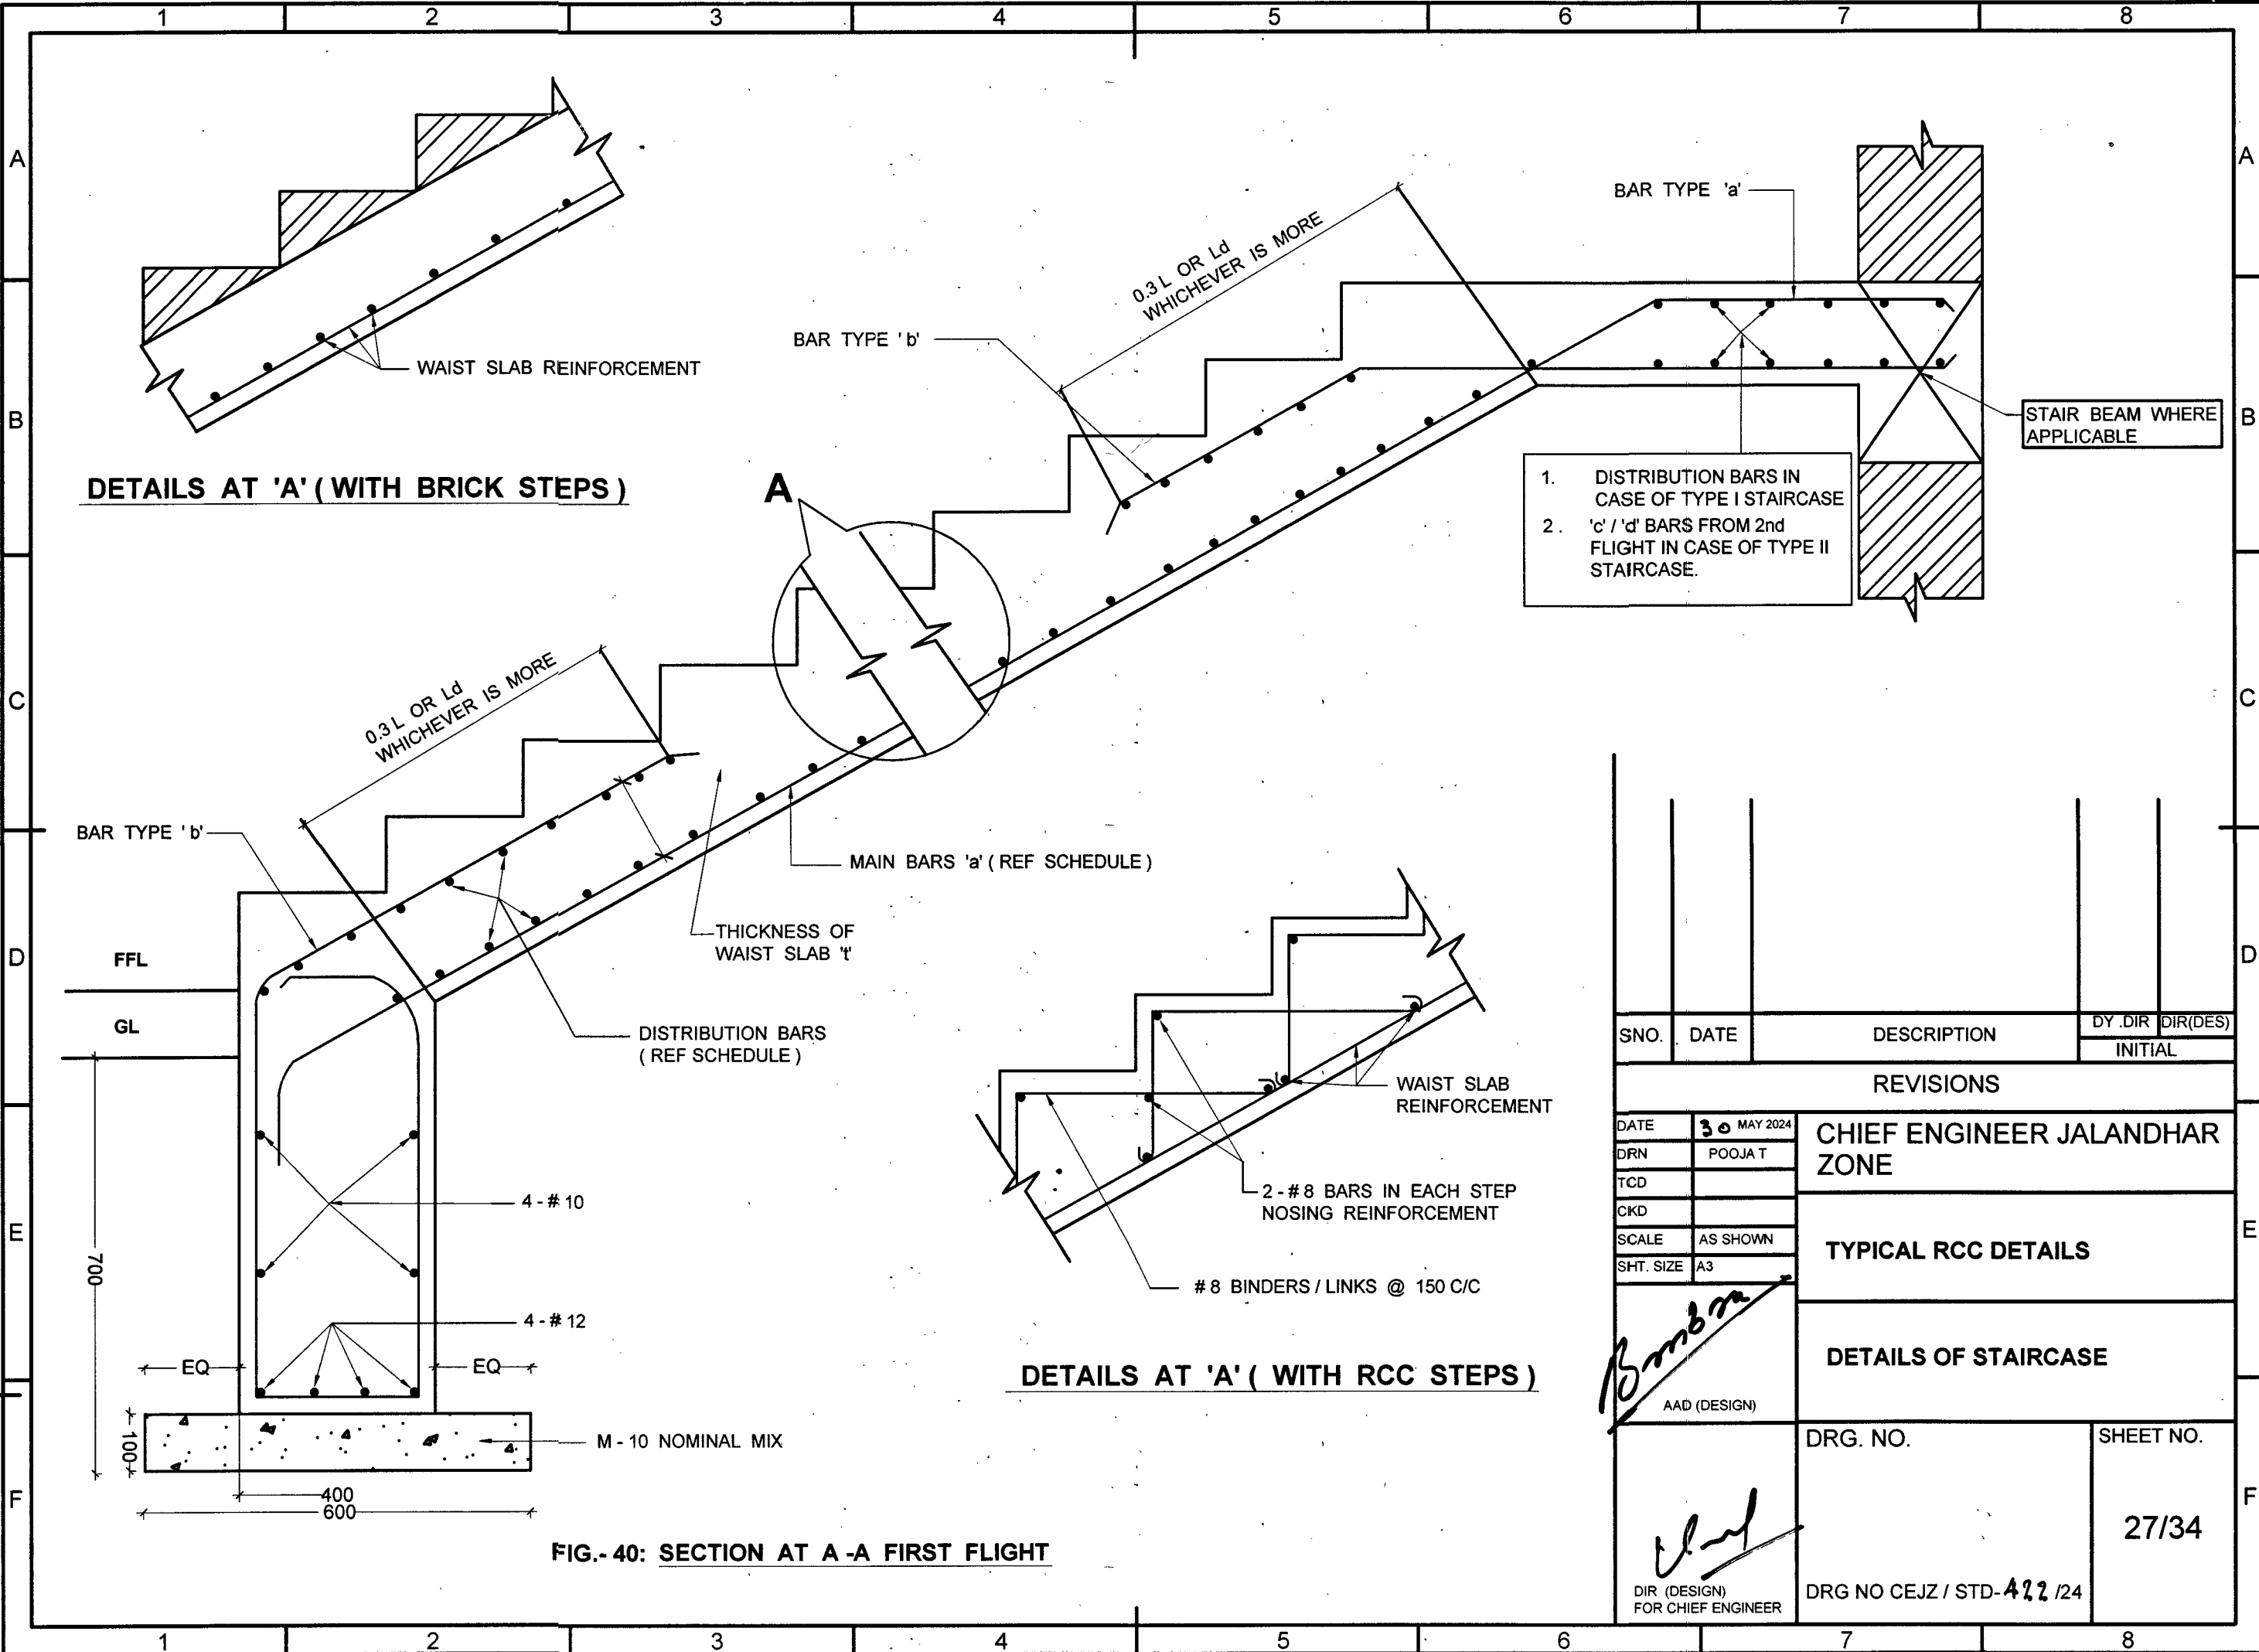 1 2 3 4 5 6 7 8
A
A
BAR TYPE 'a'
0.3 L OR Ld
WHICHEVER IS MORE
BAR TYPE 'b'
WAIST SLAB REINFORCEMENT
B
B
STAIR BEAM WHERE
APPLICABLE
DETAILS AT 'A' ( WITH BRICK STEPS )
A
1. DISTRIBUTION BARS IN
CASE OF TYPE I STAIRCASE
2. 'c' / 'd' BARS FROM 2nd
FLIGHT IN CASE OF TYPE II
STAIRCASE.
C
C
0.3 L OR Ld
WHICHEVER IS MORE
BAR TYPE 'b'
MAIN BARS 'a' ( REF SCHEDULE )
THICKNESS OF
WAIST SLAB 't'
D
D
FFL
GL
DISTRIBUTION BARS
( REF SCHEDULE )
WAIST SLAB
REINFORCEMENT
2 - # 8 BARS IN EACH STEP
NOSING REINFORCEMENT
# 8 BINDERS / LINKS @ 150 C/C
E
E
4 - # 10
700
4 - # 12
EQ
EQ
DETAILS AT 'A' ( WITH RCC STEPS )
100
M - 10 NOMINAL MIX
F
F
400
600
FIG.- 40: SECTION AT A -A FIRST FLIGHT
SNO. DATE DESCRIPTION DY .DIR DIR(DES)
INITIAL
REVISIONS
DATE 30 MAY 2024
DRN POOJA T
TCD
CKD
SCALE AS SHOWN
SHT. SIZE A3
CHIEF ENGINEER JALANDHAR
ZONE
TYPICAL RCC DETAILS
DETAILS OF STAIRCASE
AAD (DESIGN)
DRG. NO.
SHEET NO.
27/34
DIR (DESIGN)
FOR CHIEF ENGINEER
DRG NO CEJZ / STD-422 /24
1 2 3 4 5 6 7 8